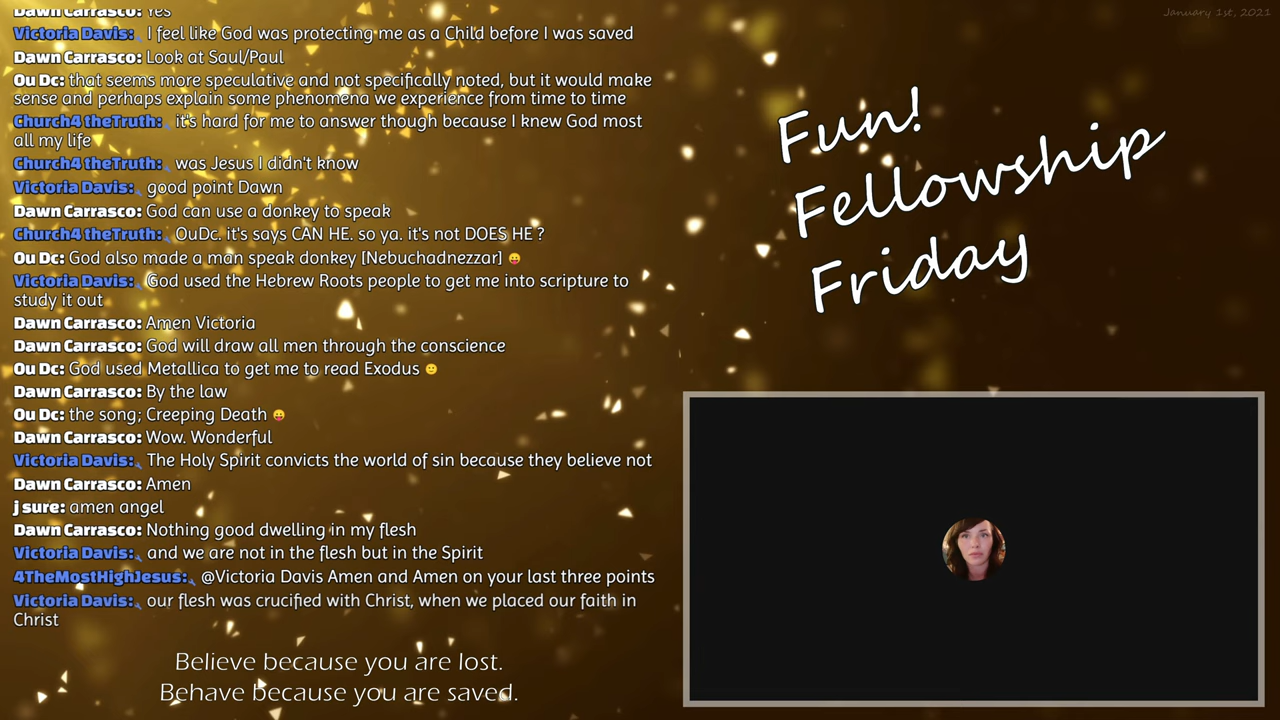 Dawn Carrasco: Yes
Victoria Davis: I feel like God was protecting me as a Child before I was saved
Dawn Carrasco: Look at Saul/Paul
Ou Dc: that seems more speculative and not specifically noted, but it would make
sense and perhaps explain some phenomena we experience from time to time
Church4 theTruth: it's hard for me to answer though because I knew God most
all my life
Church4 theTruth: was Jesus I didn't know
Victoria Davis: good point Dawn
Dawn Carrasco: God can use a donkey to speak
Church4 theTruth: OuDc. it's says CAN HE. so ya. it's not DOES HE ?
Ou Dc: God also made a man speak donkey [Nebuchadnezzar] 😛
Victoria Davis: God used the Hebrew Roots people to get me into scripture to
study it out
Dawn Carrasco: Amen Victoria
Dawn Carrasco: God will draw all men through the conscience
Ou Dc: God used Metallica to get me to read Exodus 🙂
Dawn Carrasco: By the law
Ou Dc: the song; Creeping Death 😛
Dawn Carrasco: Wow. Wonderful
Victoria Davis: The Holy Spirit convicts the world of sin because they believe not
Dawn Carrasco: Amen
j sure: amen angel
Dawn Carrasco: Nothing good dwelling in my flesh
Victoria Davis: and we are not in the flesh but in the Spirit
4TheMostHighJesus: @Victoria Davis Amen and Amen on your last three points
Victoria Davis: our flesh was crucified with Christ, when we placed our faith in
Christ
Believe because you are lost.
Behave because you are saved.
January 1st, 2021
Fun!
Fellowship
Friday